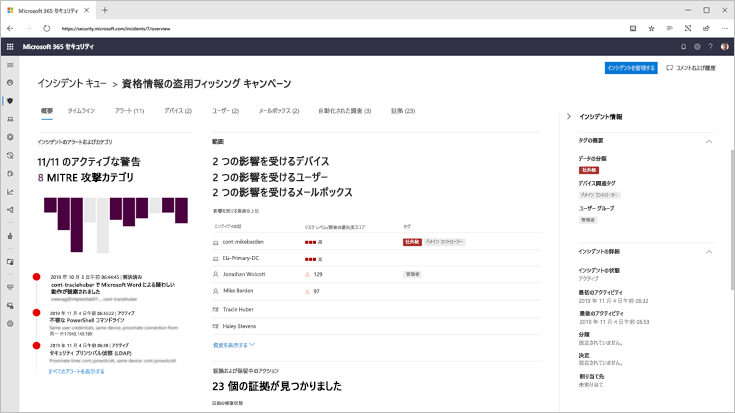 Microsoft 365 セキュリティ
https://security.microsoft.com/incidents/7/overview
Microsoft 365 セキュリティ
インシデント キュー > 資格情報の盗用フィッシング キャンペーン
インシデントを管理する
コメントおよび履歴
概要 タイムライン アラート (11) デバイス (2) ユーザー (2) メールボックス (2) 自動化された調査 (3) 証拠 (23)
インシデントのアラートおよびカテゴリ
11/11 のアクティブな警告
8 MITRE 攻撃カテゴリ
2019 年 10 月 3 日午前 06:44:45 | 解決済み
cont-traciehuber で Microsoft Word による疑わしい
動作が観察されました
2019 年 11 月 4 日午前 | アクティブ
不審な PowerShell コマンドライン
2019 年 11 月 4 日午前 | アクティブ
セキュリティ プリンシパル偵察 (LDAP)
すべてのアラートを表示する
範囲
2 つの影響を受けるデバイス
2 つの影響を受けるユーザー
2 つの影響を受けるメールボックス
影響を受ける資産の上位
エンティティの種類 リスク レベル/調査の優先度スコア タグ
cont-mikebarden 高 社外秘 ドメイン コントローラー
EU-Primary-DC 高
Jonathan Wolcott 129 管理者
Mike Barden 97
Tracie Huber
Haley Stevens
資産を表示する
証拠および保留中のアクション
23 個の証拠が見つかりました
証拠の修復状態
インシデント情報
タグの概要
データの分類
社外秘
デバイス関連タグ
ドメイン コントローラー
ユーザー グループ
管理者
インシデントの詳細
インシデントの状態
アクティブ
最初のアクティビティ
2019 年 11 月 4 日午前 06:32
最後のアクティビティ
2019 年 11 月 4 日午前 06:53
分類
設定されていません。
決定
設定されていません。
割り当て先
未割り当て